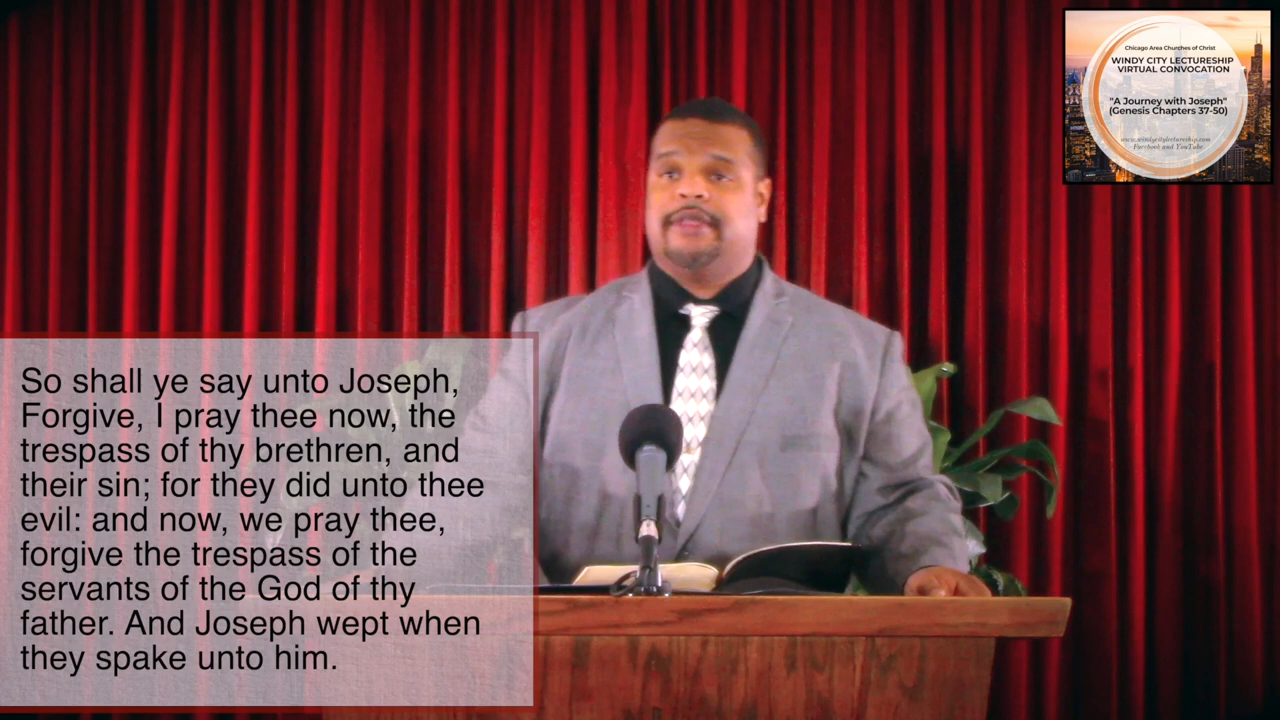 Chicago Area Churches of Christ
WINDY CITY LECTURESHIP
VIRTUAL CONVOCATION
"A Journey with Joseph"
(Genesis Chapters 37-50)
www.windycitylectureship.com
Facebook and YouTube
So shall ye say unto Joseph,
Forgive, I pray thee now, the
trespass of thy brethren, and
their sin; for they did unto thee
evil: and now, we pray thee,
forgive the trespass of the
servants of the God of thy
father. And Joseph wept when
they spake unto him.